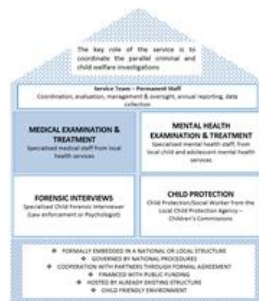 The key role of the service is to
coordinate the parallel criminal and
child welfare investigations
Service Team – Permanent Staff
Coordination, evaluation, management & oversight, annual reporting, data
collection
MEDICAL EXAMINATION &
TREATMENT
Specialised medical staff from local
health services
MENTAL HEALTH
EXAMINATION & TREATMENT
Specialised mental health staff, from
local child and adolescent mental health
services
FORENSIC INTERVIEWS
Specialised Child Forensic Interviewer
(Law enforcement or Psychologist)
CHILD PROTECTION
Child Protection/Social Worker from the
Local Child Protection Agency –
Children's Commissions
❖ FORMALLY EMBEDDED IN A NATIONAL OR LOCAL STRUCTURE
❖ GOVERNED BY NATIONAL PROCEDURES
❖ COOPERATION WITH PARTNERS THROUGH FORMAL AGREEMENT
❖ FINANCED WITH PUBLIC FUNDING
❖ HOSTED BY ALREADY EXISTING STRUCTURE
❖ CHILD FRIENDLY ENVIRONMENT